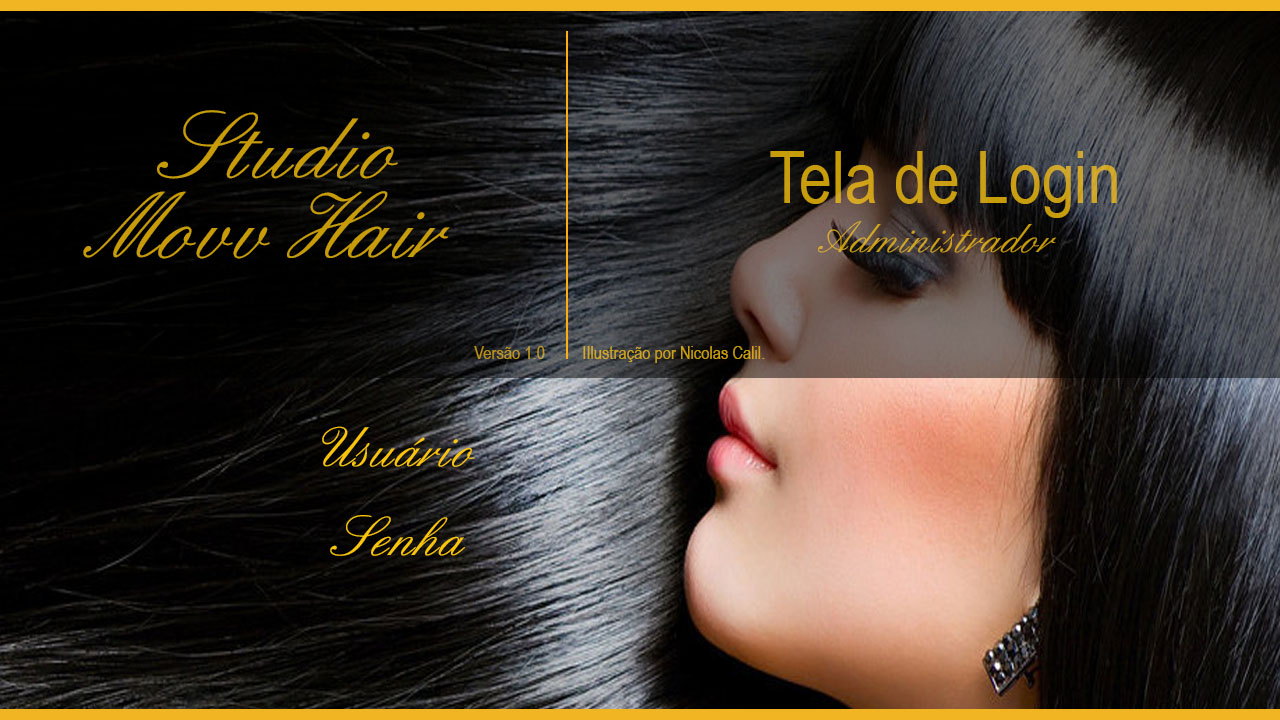 Studio
Movv Hair
Tela de Login
Administrador
Versão 1.0
Illustração por Nicolas Calil.
Usuário
Senha